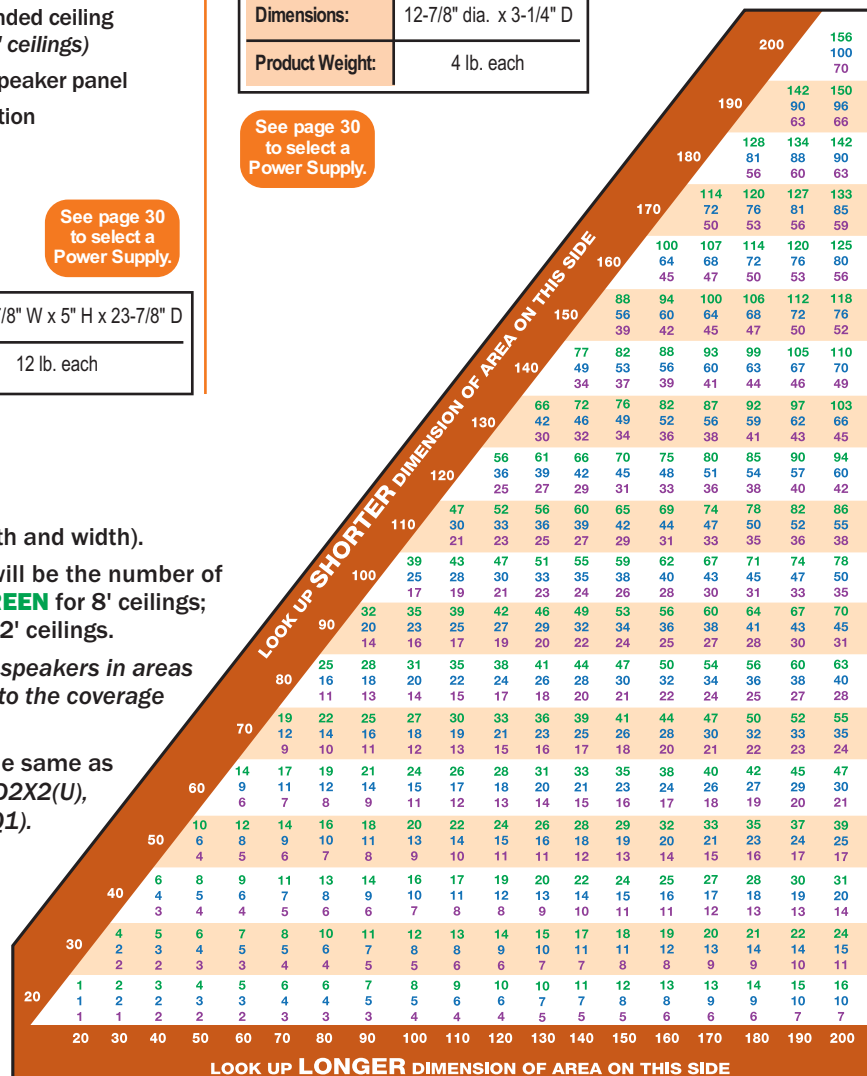 nded ceiling
' ceilings)
peaker panel
tion
See page 30
to select a
Power Supply.
/8" W x 5" H x 23-7/8" D
12 lb. each
Dimensions: 12-7/8" dia. x 3-1/4" D
Product Weight: 4 lb. each
See page 30
to select a
Power Supply.
th and width).
will be the number of
REEN for 8' ceilings;
2' ceilings.
speakers in areas
to the coverage
e same as
D2X2(U),
Q1).
LOOK UP SHORTER DIMENSION OF AREA ON THIS SIDE
200 156
100
70
190 142 150
90 96
63 66
180 128 134 142
81 88 90
56 60 63
170 114 120 127 133
72 76 81 85
50 53 56 59
160 100 107 114 120 125
64 68 72 76 80
45 47 50 53 56
150 88 94 100 106 112 118
56 60 64 68 72 76
39 42 45 47 50 52
140 77 82 88 93 99 105 110
49 53 56 60 63 67 70
34 37 39 41 44 46 49
130 66 72 76 82 87 92 97 103
42 46 49 52 56 59 62 66
30 32 34 36 38 41 43 45
120 56 61 66 70 75 80 85 90 94
36 39 42 45 48 51 54 57 60
25 27 29 31 33 36 38 40 42
110 47 52 56 60 65 69 74 78 82 86
30 33 36 39 42 44 47 50 52 55
21 23 25 27 29 31 33 35 36 38
100 39 43 47 51 55 59 62 67 71 74 78
25 28 30 33 35 38 40 43 45 47 50
17 19 21 23 24 26 28 30 31 33 35
90 32 35 39 42 46 49 53 56 60 64 67 70
20 23 25 27 29 32 34 36 38 41 43 45
14 16 17 19 20 22 24 25 27 28 30 31
80 25 28 31 35 38 41 44 47 50 54 56 60 63
16 18 20 22 24 26 28 30 32 34 36 38 40
11 13 14 15 17 18 20 21 22 24 25 27 28
70 19 22 25 27 30 33 36 39 41 44 47 50 52 55
12 14 16 18 19 21 23 25 26 28 30 32 33 35
9 10 11 12 13 15 16 17 18 20 21 22 23 24
60 14 17 19 21 24 26 28 31 33 35 38 40 42 45 47
9 11 12 14 15 17 18 20 21 23 24 26 27 29 30
6 7 8 9 11 12 13 14 15 16 17 18 19 20 21
50 10 12 14 16 18 20 22 24 26 28 29 32 33 35 37 39
6 8 9 10 11 13 14 15 16 18 19 20 21 23 24 25
4 5 6 7 8 9 10 11 11 12 13 14 15 16 17 17
40 6 8 9 11 13 14 16 17 19 20 22 24 25 27 28 30 31
4 5 6 7 8 9 10 11 12 13 14 15 16 17 18 19 20
3 4 4 5 6 6 7 8 8 9 10 11 11 12 13 13 14
30 4 5 6 7 8 10 11 12 13 14 15 17 18 19 20 21 22 24
2 3 4 5 5 6 7 8 8 9 10 11 11 12 13 14 14 15
2 2 3 3 4 4 5 5 6 6 7 7 8 8 9 9 10 11
20 1 2 3 4 5 6 6 7 8 9 10 10 11 12 13 13 14 15 16
1 2 2 3 3 4 4 5 5 6 6 7 7 8 8 9 9 10 10
1 1 2 2 2 3 3 3 4 4 4 5 5 5 6 6 6 7 7
20 30 40 50 60 70 80 90 100 110 120 130 140 150 160 170 180 190 200
LOOK UP LONGER DIMENSION OF AREA ON THIS SIDE